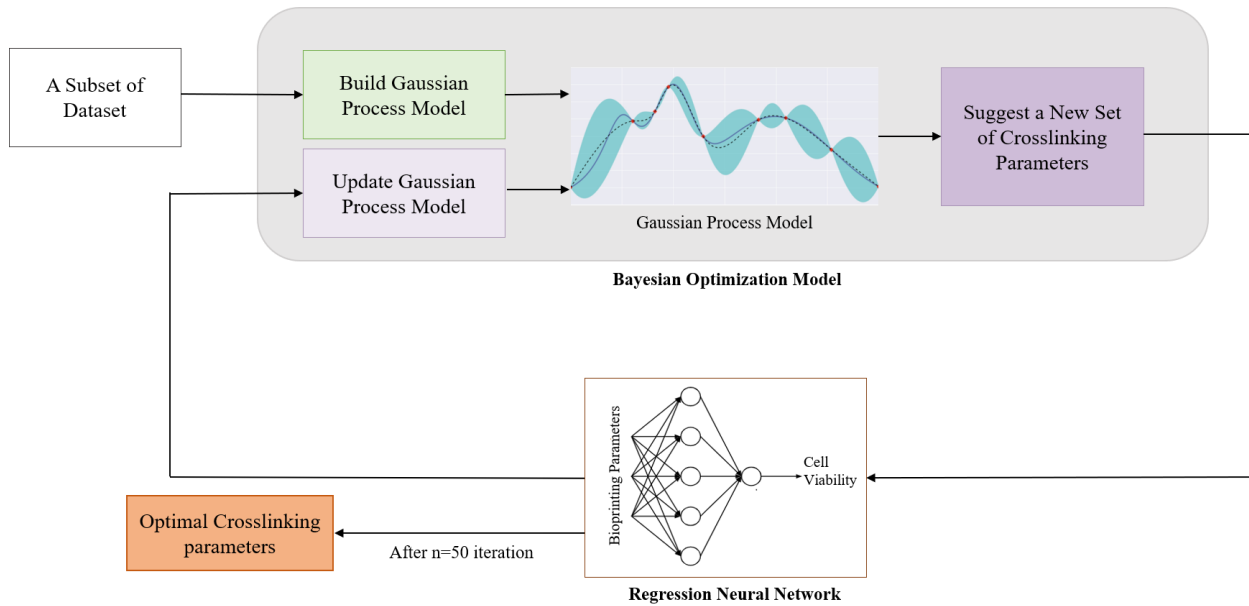 A Subset of
Dataset
Build Gaussian
Process Model
Update Gaussian
Process Model
Gaussian Process Model
Suggest a New Set
of Crosslinking
Parameters
Bayesian Optimization Model
Bioprinting Parameters
Cell
Viability
Regression Neural Network
After n=50 iteration
Optimal Crosslinking
parameters